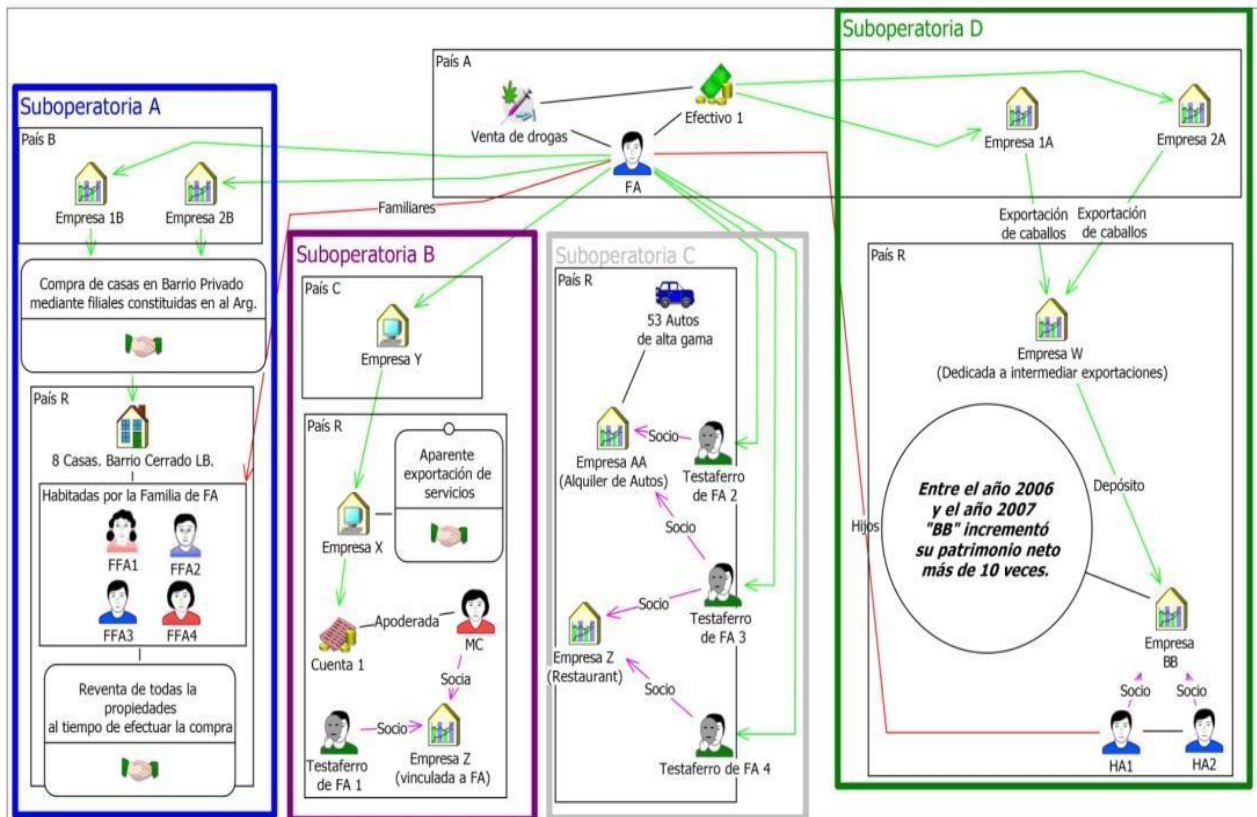 Suboperatoria D
País A
Venta de drogas
Efectivo 1
FA
Empresa 1A
Empresa 2A
Exportación
de caballos
Exportación
de caballos
País R
Empresa W
(Dedicada a intermediar exportaciones)
Depósito
Entre el año 2006
y el año 2007
"BB" incrementó
su patrimonio neto
más de 10 veces.
Hijos
Empresa
BB
Socio
Socio
HA1
HA2
Suboperatoria A
País B
Empresa 1B
Empresa 2B
Familiares
Compra de casas en Barrio Privado
mediante filiales constituidas en al Arg.
País R
8 Casas. Barrio Cerrado LB.
Habitadas por la Familia de FA
FFA1
FFA2
FFA3
FFA4
Reventa de todas la
propiedades
al tiempo de efectuar la compra
Suboperatoria B
País C
Empresa Y
País R
Aparente
exportación de
servicios
Empresa X
Cuenta 1
Apoderada
MC
Socia
Testaferro
de FA 1
Socio
Empresa Z
(vinculada a FA)
Suboperatoria C
País R
53 Autos
de alta gama
Empresa AA
(Alquiler de Autos)
Socio
Testaferro
de FA 2
Socio
Socio
Testaferro
de FA 3
Empresa Z
(Restaurant)
Socio
Testaferro de FA 4